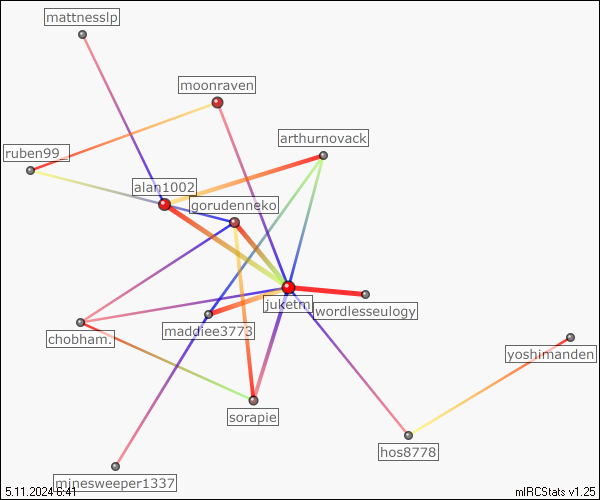 mattnesslp
moonraven
arthurnovack
ruben99_
alan1002
gorudenneko
juketm
wordlesseulogy
maddiee3773
chobham.
yoshimanden
sorapie
hos8778
minesweeper1337
5.11.2024 6:41
mIRCStats v1.25